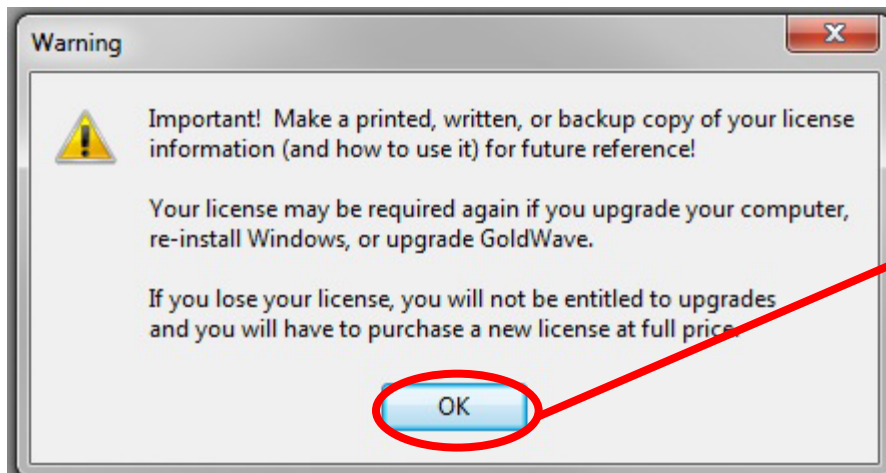 Warning
Important!  Make a printed, written, or backup copy of your license
information (and how to use it) for future reference!
Your license may be required again if you upgrade your computer,
re-install Windows, or upgrade GoldWave.
If you lose your license, you will not be entitled to upgrades
and you will have to purchase a new license at full price.
OK